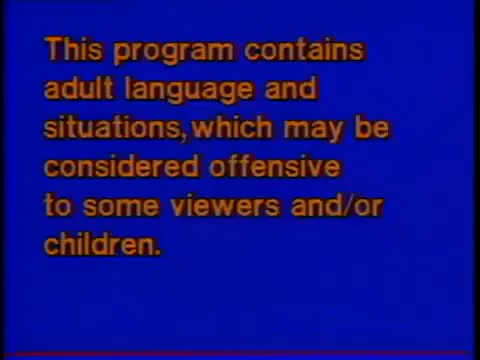 This program contains
adult language and
situations, which may be
considered offensive
to some viewers and/or
children.